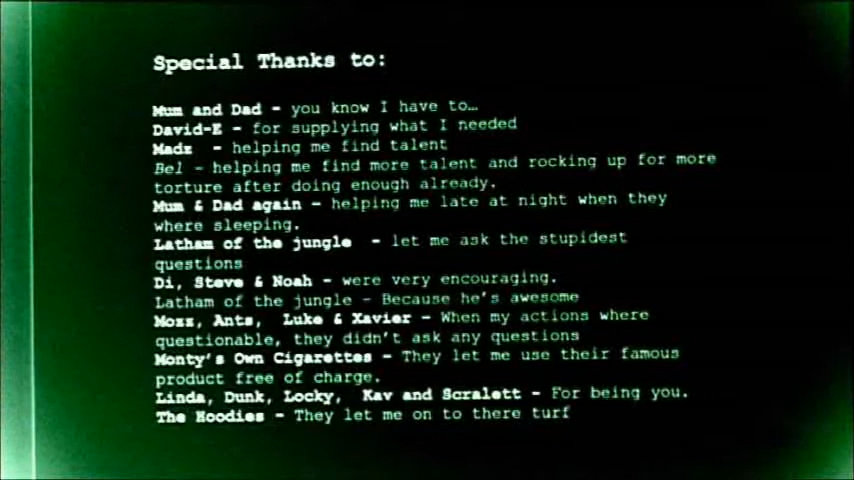 Special Thanks to:
Mum and Dad - you know I have to…
David-E - for supplying what I needed
Madz - helping me find talent
Bel - helping me find more talent and rocking up for more
torture after doing enough already.
Mum & Dad again - helping me late at night when they
where sleeping.
Latham of the jungle - let me ask the stupidest
questions
Di, Steve & Noah - were very encouraging.
Latham of the jungle - Because he's awesome
Mozz, Ants, Luke & Xavier - When my actions where
questionable, they didn't ask any questions
Monty's Own Cigarettes - They let me use their famous
product free of charge.
Linda, Dunk, Locky, Kav and Scralett - For being you.
The Hoodies - They let me on to there turf